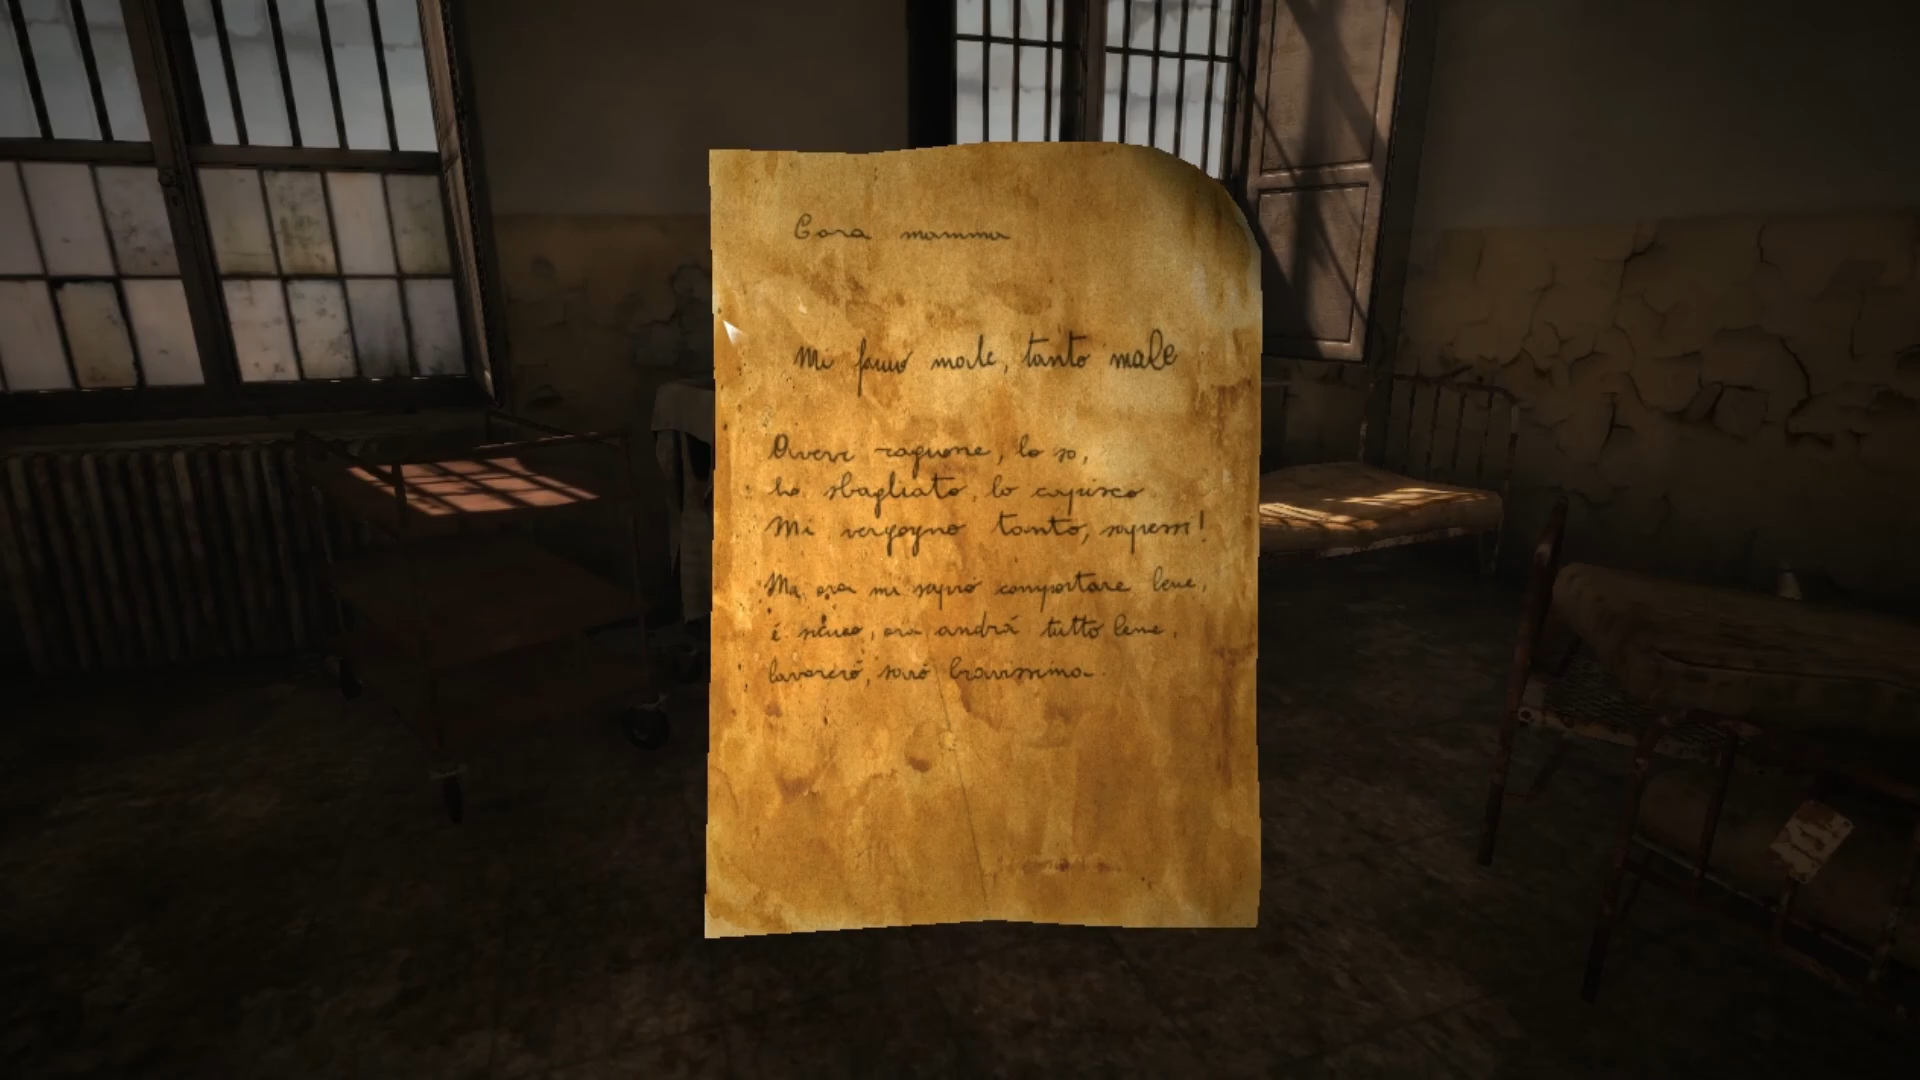 Cara mamma
Mi fanno male, tanto male
Avevi ragione, lo so,
ho sbagliato, lo capisco
Mi vergogno tanto, sapessi!
Ma ora mi saprò comportare bene,
è sicuro, ora andrà tutto bene,
lavorerò, sarò bravissima.